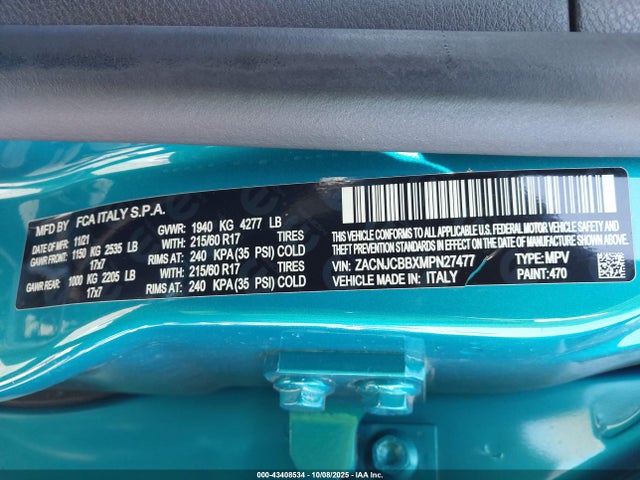 MFD BY FCA ITALY S.P.A.
DATE OF MFR 11/21 GVWR: 1940 KG 4277 LB
GAWR FRONT: 1150 KG 2535 LB WITH: 215/60 R17 TIRES
17x7 RIMS AT: 240 KPA(35 PSI) COLD
GAWR REAR: 1000 KG 2205 LB WITH: 215/60 R17 TIRES
17x7 RIMS AT: 240 KPA(35 PSI) COLD
THIS VEHICLE CONFORMS TO ALL APPLICABLE U.S. FEDERAL MOTOR VEHICLE SAFETY
AND THEFT PREVENTION STANDARDS IN EFFECT ON THE DATE OF MANUFACTURE SHOWN ABOVE.
VIN: ZACNJCBBXMPN27477 TYPE: MPV
VEHICLE MADE IN: ITALY PAINT: 470
000-43408534 - 10/08/2025 - IAA Inc.